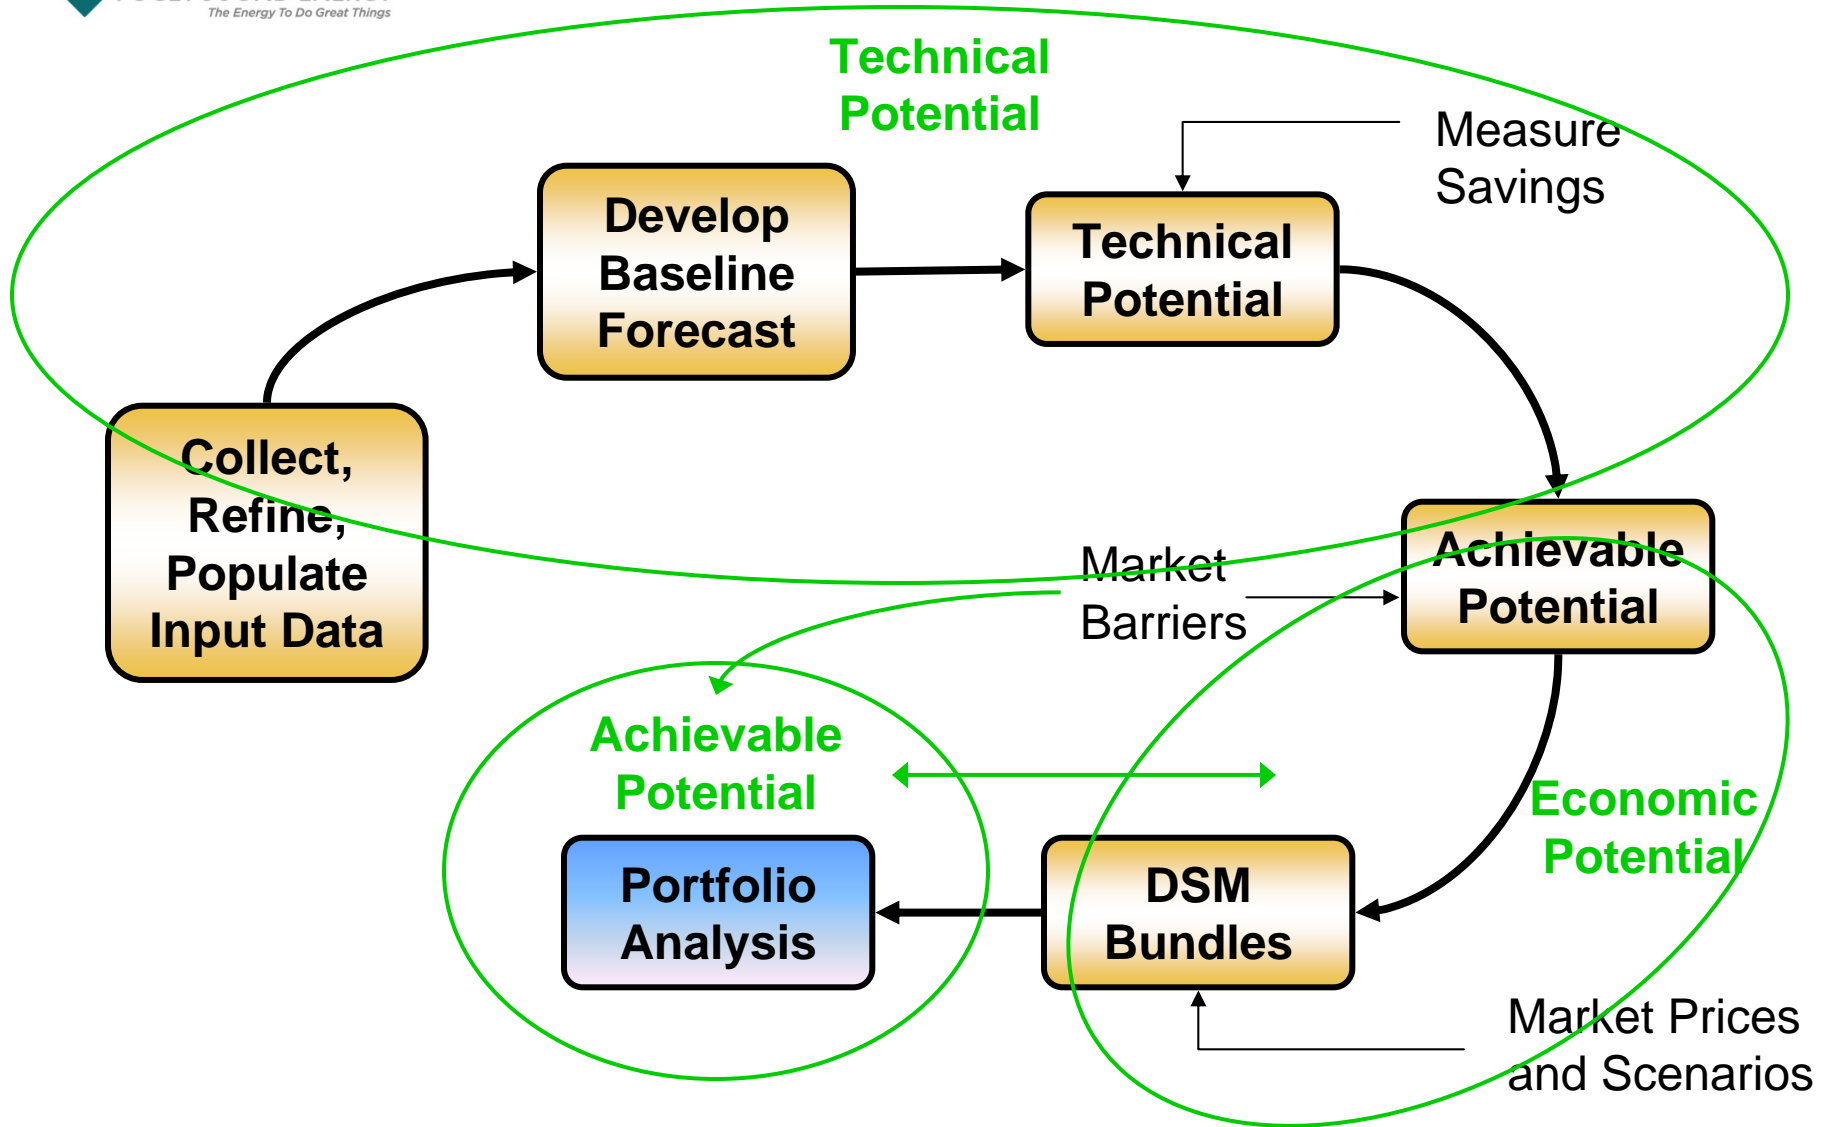 The Energy To Do Great Things
Technical
Potential
Measure
Savings
Develop
Baseline
Forecast
Technical
Potential
Collect,
Refine,
Populate
Input Data
Market
Barriers
Achievable
Potential
Achievable
Potential
Economic
Potential
Portfolio
Analysis
DSM
Bundles
Market Prices
and Scenarios